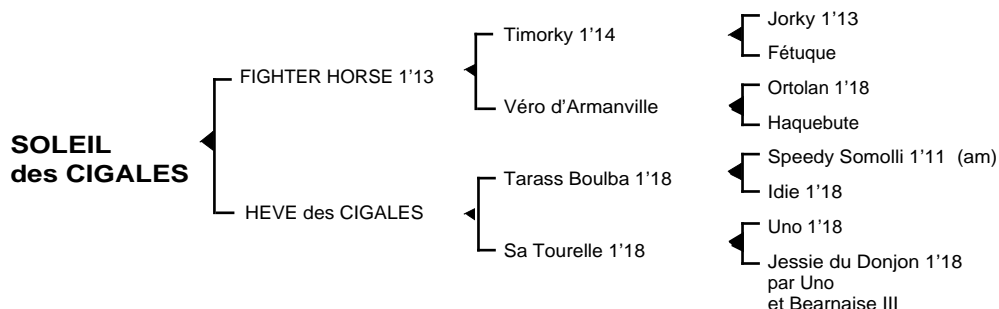 Jorky 1'13
Timorky 1'14
Fétuque
FIGHTER HORSE 1'13
Ortolan 1'18
Véro d'Armanville
Haquebute
SOLEIL
des CIGALES
Speedy Somolli 1'11 (am)
Tarass Boulba 1'18
Idie 1'18
HEVE des CIGALES
Uno 1'18
Sa Tourelle 1'18
Jessie du Donjon 1'18
par Uno
et Bearnaise III